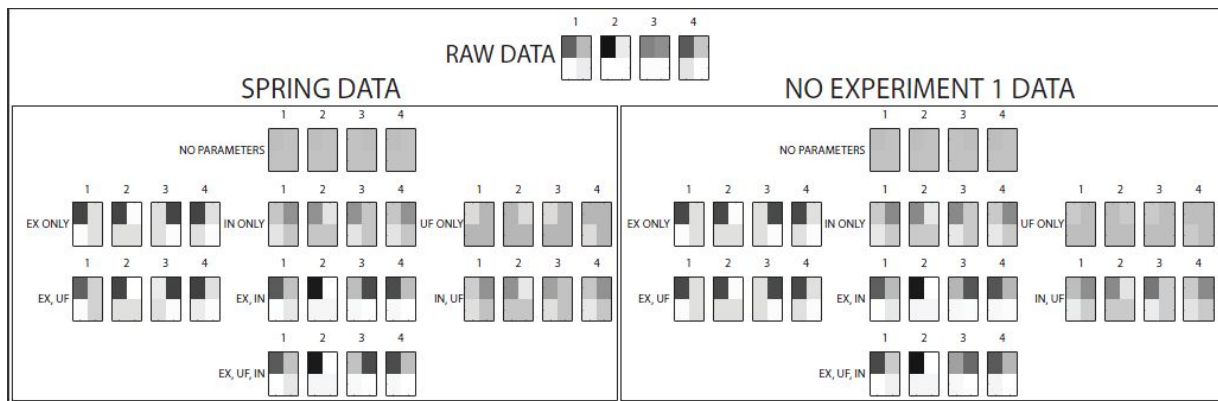 1 2 3 4
RAW DATA
SPRING DATA
NO EXPERIMENT 1 DATA
1 2 3 4
NO PARAMETERS
1 2 3 4
EX ONLY
1 2 3 4
IN ONLY
1 2 3 4
UF ONLY
1 2 3 4
EX, UF
1 2 3 4
EX, IN
1 2 3 4
IN, UF
1 2 3 4
EX, UF, IN
1 2 3 4
NO PARAMETERS
1 2 3 4
EX ONLY
1 2 3 4
IN ONLY
1 2 3 4
UF ONLY
1 2 3 4
EX, UF
1 2 3 4
EX, IN
1 2 3 4
IN, UF
1 2 3 4
EX, UF, IN